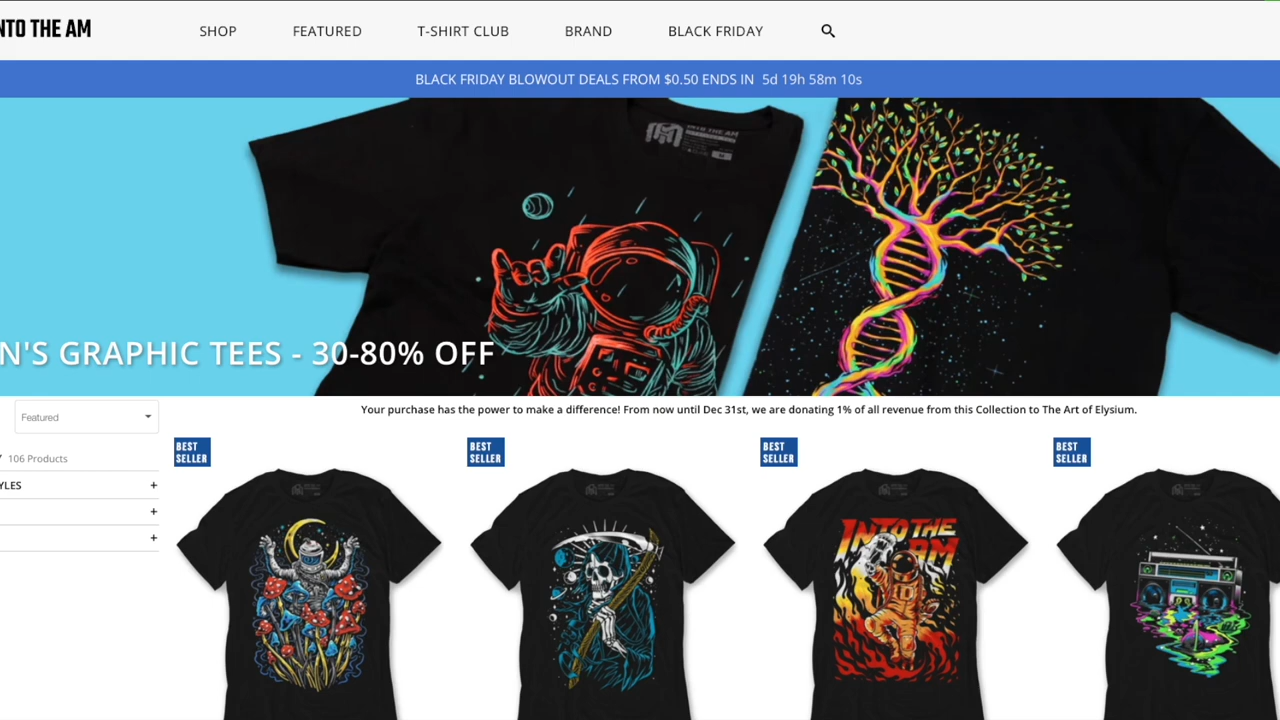 NTO THE AM
SHOP FEATURED T-SHIRT CLUB BRAND BLACK FRIDAY
BLACK FRIDAY BLOWOUT DEALS FROM $0.50 ENDS IN 5d 19h 58m 10s
INTO THE AM
M
N'S GRAPHIC TEES - 30-80% OFF
Featured
Your purchase has the power to make a difference! From now until Dec 31st, we are donating 1% of all revenue from this Collection to The Art of Elysium.
106 Products
YLES +
+
+
BEST SELLER
BEST SELLER
BEST SELLER
BEST SELLER
INTO THE
AM